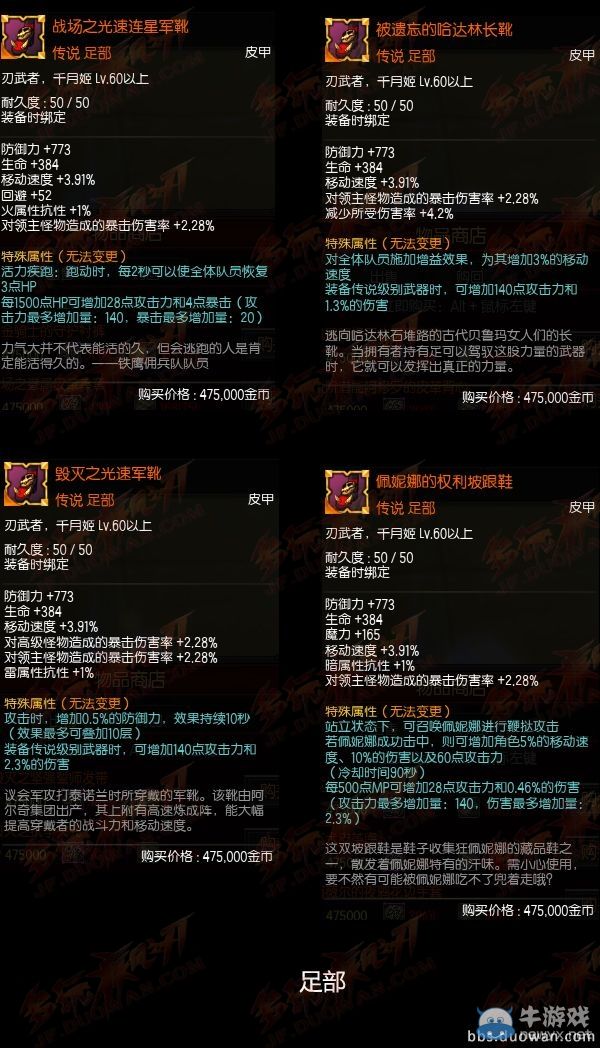 战场之光速连星军靴
传说 足部
皮甲
刃武者，千月姬 Lv.60以上
耐久度 : 50 / 50
装备时绑定
防御力 +773
生命 +384
移动速度 +3.91%
回避 +52
火属性抗性 +1%
对领主怪物造成的暴击伤害率 +2.28%
特殊属性（无法变更）
活力疾跑：跑动时，每2秒可以使全体队员恢复
3点HP
每1500点HP可增加28点攻击力和4点暴击（攻
击力最多增加量：140，暴击最多增加量：20）
力气大并不代表能活的久，但会逃跑的人是肯
定能活得久的。——铁鹰佣兵队队员
购买价格 : 475,000金币
被遗忘的哈达林长靴
传说 足部
皮甲
刃武者，千月姬 Lv.60以上
耐久度 : 50 / 50
装备时绑定
防御力 +773
生命 +384
移动速度 +3.91%
对领主怪物造成的暴击伤害率 +2.28%
减少所受伤害 +4.2%
特殊属性（无法变更）
对全体队员施加增益效果，为其增加3%的移动
速度
装备传说级别武器时，可增加140点攻击力和
1.3%的伤害
逃向哈达林石堆路的古代贝鲁玛女人们的长
靴。当拥有者持有足可以驾驭这股力量的武器
时，它就可以发挥出真正的力量。
购买价格 : 475,000金币
毁灭之光速军靴
传说 足部
皮甲
刃武者，千月姬 Lv.60以上
耐久度 : 50 / 50
装备时绑定
防御力 +773
生命 +384
移动速度 +3.91%
对高级怪物造成的暴击伤害率 +2.28%
对领主怪物造成的暴击伤害率 +2.28%
雷属性抗性 +1%
特殊属性（无法变更）
攻击时，增加0.5%的防御力，效果持续10秒
（效果最多可叠加10层）
装备传说级别武器时，可增加140点攻击力和
2.3%的伤害
议会军攻打泰诺兰时所穿戴的军靴。该靴由阿
尔奇集团出产，其上附有高速炼成阵，能大幅
提高穿戴者的战斗力和移动速度。
购买价格 : 475,000金币
佩妮娜的权利坡跟鞋
传说 足部
皮甲
刃武者，千月姬 Lv.60以上
耐久度 : 50 / 50
装备时绑定
防御力 +773
生命 +384
魔力 +165
移动速度 +3.91%
暗属性抗性 +1%
对领主怪物造成的暴击伤害率 +2.28%
特殊属性（无法变更）
站立状态下，可召唤佩妮娜进行鞭挞攻击
若佩妮娜成功击中，则可增加角色5%的移动速
度、10%的伤害以及60点攻击力
（冷却时间90秒）
每500点MP可增加28点攻击力和0.46%的伤害
（攻击力最多增加量：140，伤害最多增加量：
2.3%）
这双坡跟鞋是鞋子收集狂佩妮娜的藏品鞋之
一，散发着佩妮娜特有的汗味。需小心使用，
要不然有可能被佩妮娜吃不了兜着走哦?
购买价格 : 475,000金币
足部
牛游戏
bbs.duowan.com